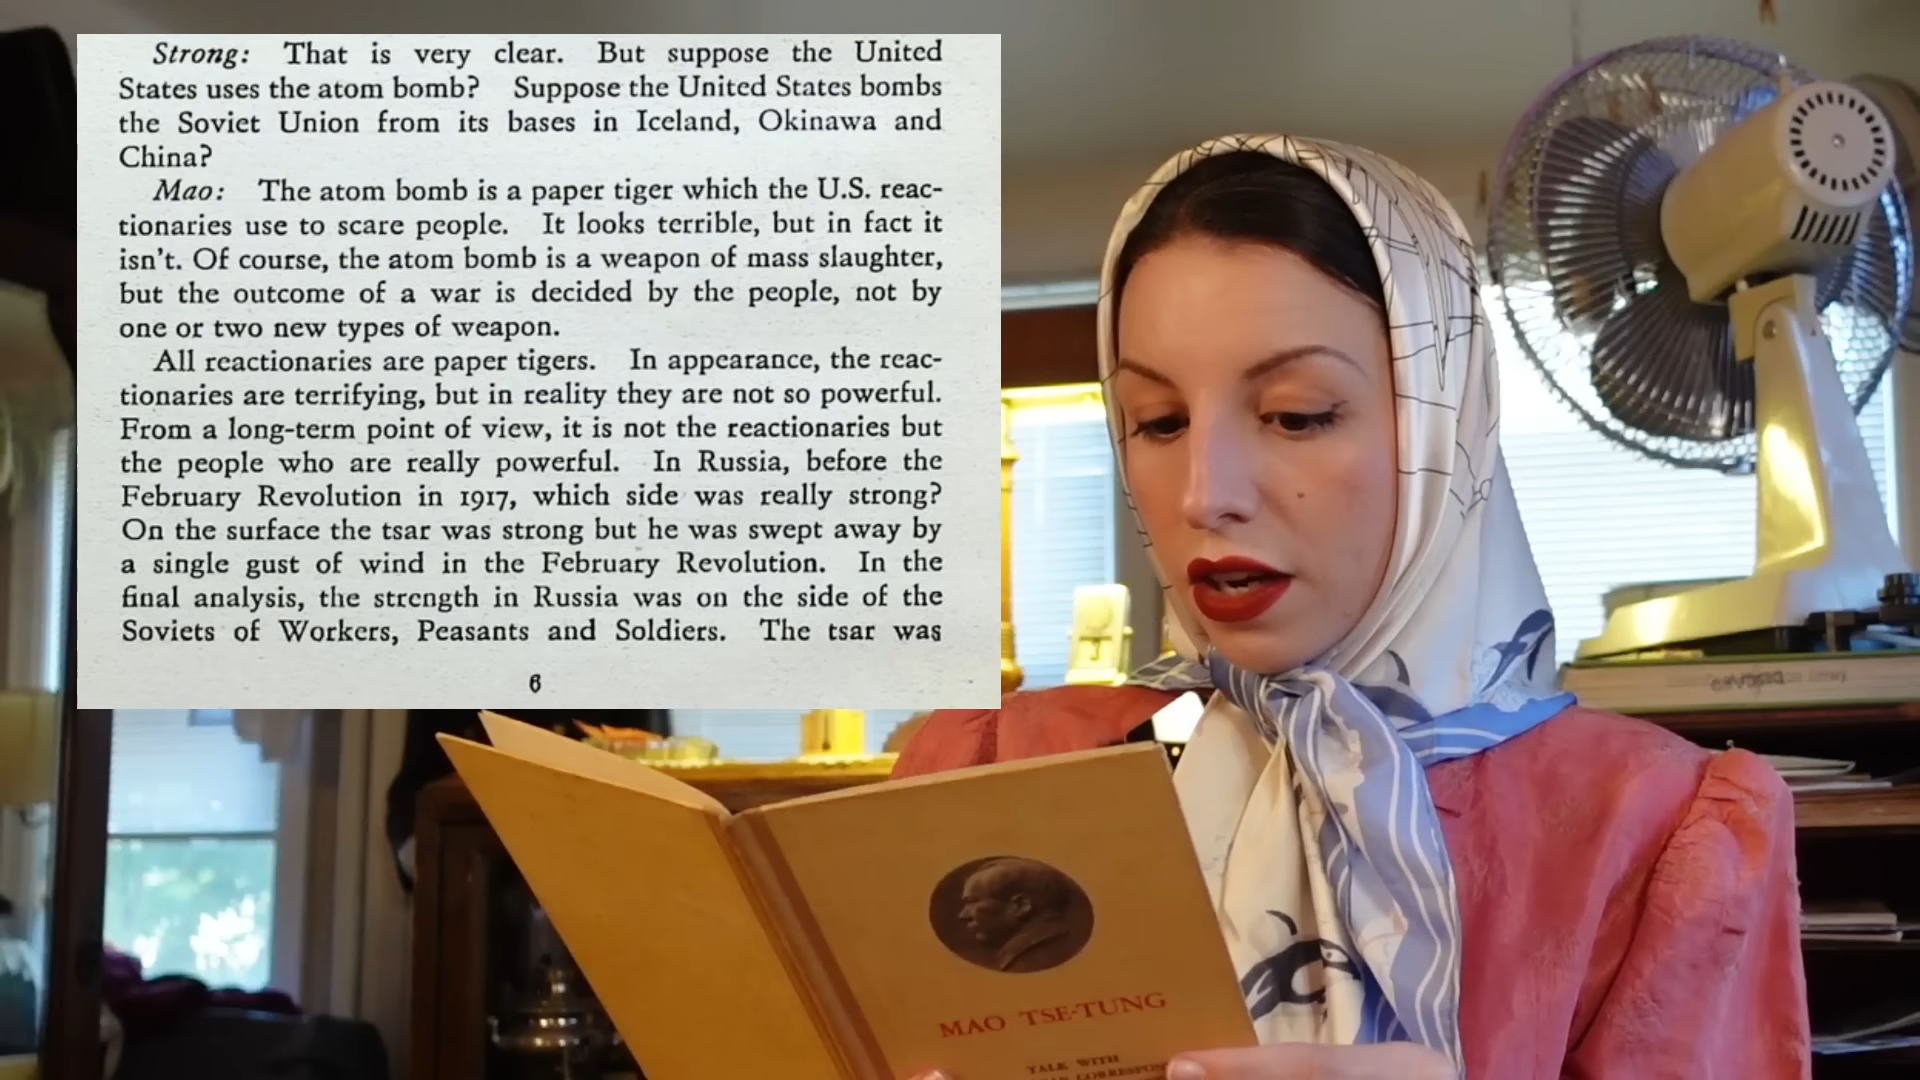 Strong: That is very clear. But suppose the United
States uses the atom bomb? Suppose the United States bombs
the Soviet Union from its bases in Iceland, Okinawa and
China?
Mao: The atom bomb is a paper tiger which the U.S. reac-
tionaries use to scare people. It looks terrible, but in fact it
isn't. Of course, the atom bomb is a weapon of mass slaughter,
but the outcome of a war is decided by the people, not by
one or two new types of weapon.
All reactionaries are paper tigers. In appearance, the reac-
tionaries are terrifying, but in reality they are not so powerful.
From a long-term point of view, it is not the reactionaries but
the people who are really powerful. In Russia, before the
February Revolution in 1917, which side was really strong?
On the surface the tsar was strong but he was swept away by
a single gust of wind in the February Revolution. In the
final analysis, the strength in Russia was on the side of the
Soviets of Workers, Peasants and Soldiers. The tsar was
6
MAO TSE-TUNG
TALK WITH